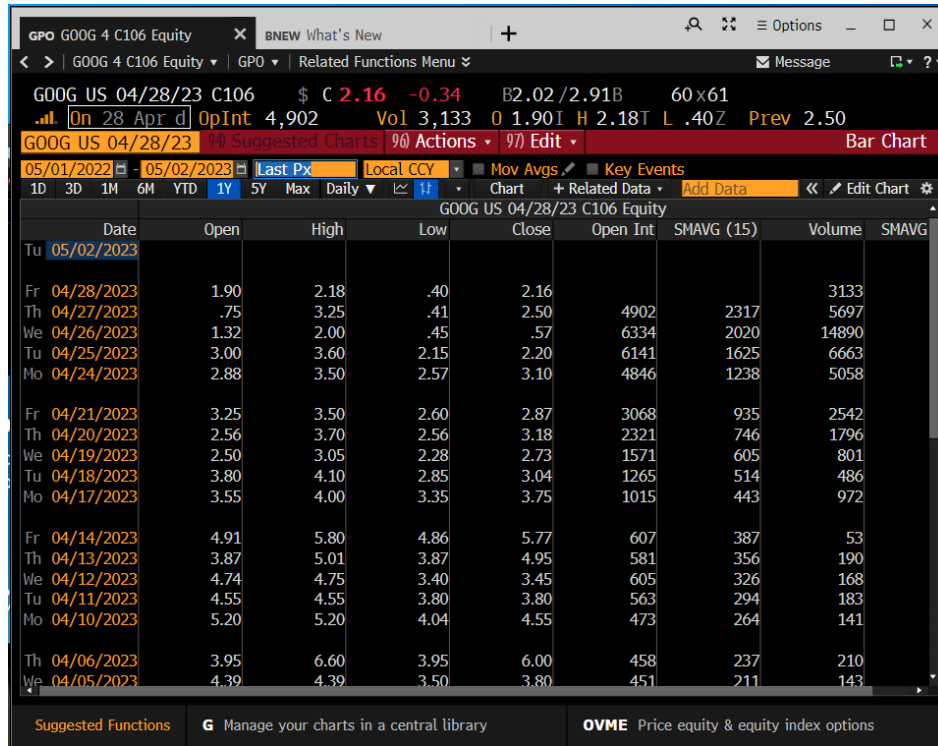 GPO GOOG 4 C106 Equity × BNEW What's New + Options _ □ ×
< > GOOG 4 C106 Equity ▾ GPO ▾ Related Functions Menu Message ?
GOOG US 04/28/23 C106 $ C 2.16 -0.34 B2.02/2.91B 60x61
On 28 Apr d OpInt 4,902 Vol 3,133 O 1.90I H 2.18T L .40Z Prev 2.50
GOOG US 04/28/23 94) Suggested Charts 96) Actions ▾ 97) Edit ▾ Bar Chart
05/01/2022 - 05/02/2023 Last Px Local CCY Mov Avgs Key Events
1D 3D 1M 6M YTD 1Y 5Y Max Daily ▼ Chart + Related Data ▾ Add Data « Edit Chart
GOOG US 04/28/23 C106 Equity
Date Open High Low Close Open Int SMAVG (15) Volume SMAVG
Tu 05/02/2023
Fr 04/28/2023 1.90 2.18 .40 2.16 3133
Th 04/27/2023 .75 3.25 .41 2.50 4902 2317 5697
We 04/26/2023 1.32 2.00 .45 .57 6334 2020 14890
Tu 04/25/2023 3.00 3.60 2.15 2.20 6141 1625 6663
Mo 04/24/2023 2.88 3.50 2.57 3.10 4846 1238 5058
Fr 04/21/2023 3.25 3.50 2.60 2.87 3068 935 2542
Th 04/20/2023 2.56 3.70 2.56 3.18 2321 746 1796
We 04/19/2023 2.50 3.05 2.28 2.73 1571 605 801
Tu 04/18/2023 3.80 4.10 2.85 3.04 1265 514 486
Mo 04/17/2023 3.55 4.00 3.35 3.75 1015 443 972
Fr 04/14/2023 4.91 5.80 4.86 5.77 607 387 53
Th 04/13/2023 3.87 5.01 3.87 4.95 581 356 190
We 04/12/2023 4.74 4.75 3.40 3.45 605 326 168
Tu 04/11/2023 4.55 4.55 3.80 3.80 563 294 183
Mo 04/10/2023 5.20 5.20 4.04 4.55 473 264 141
Th 04/06/2023 3.95 6.60 3.95 6.00 458 237 210
We 04/05/2023 4.39 4.39 3.50 3.80 451 211 143
Suggested Functions G Manage your charts in a central library OVME Price equity & equity index options